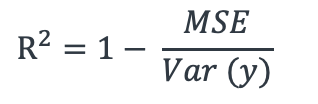 R² = 1 − MSE / Var (y)